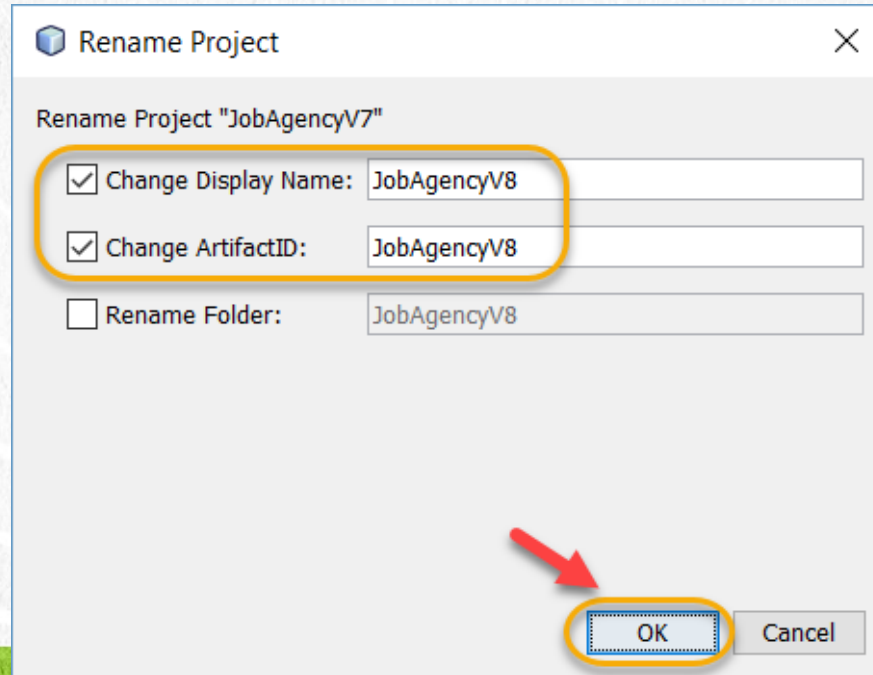 Rename Project
Rename Project "JobAgencyV7"
Change Display Name: JobAgencyV8
Change ArtifactID: JobAgencyV8
Rename Folder: JobAgencyV8
OK Cancel